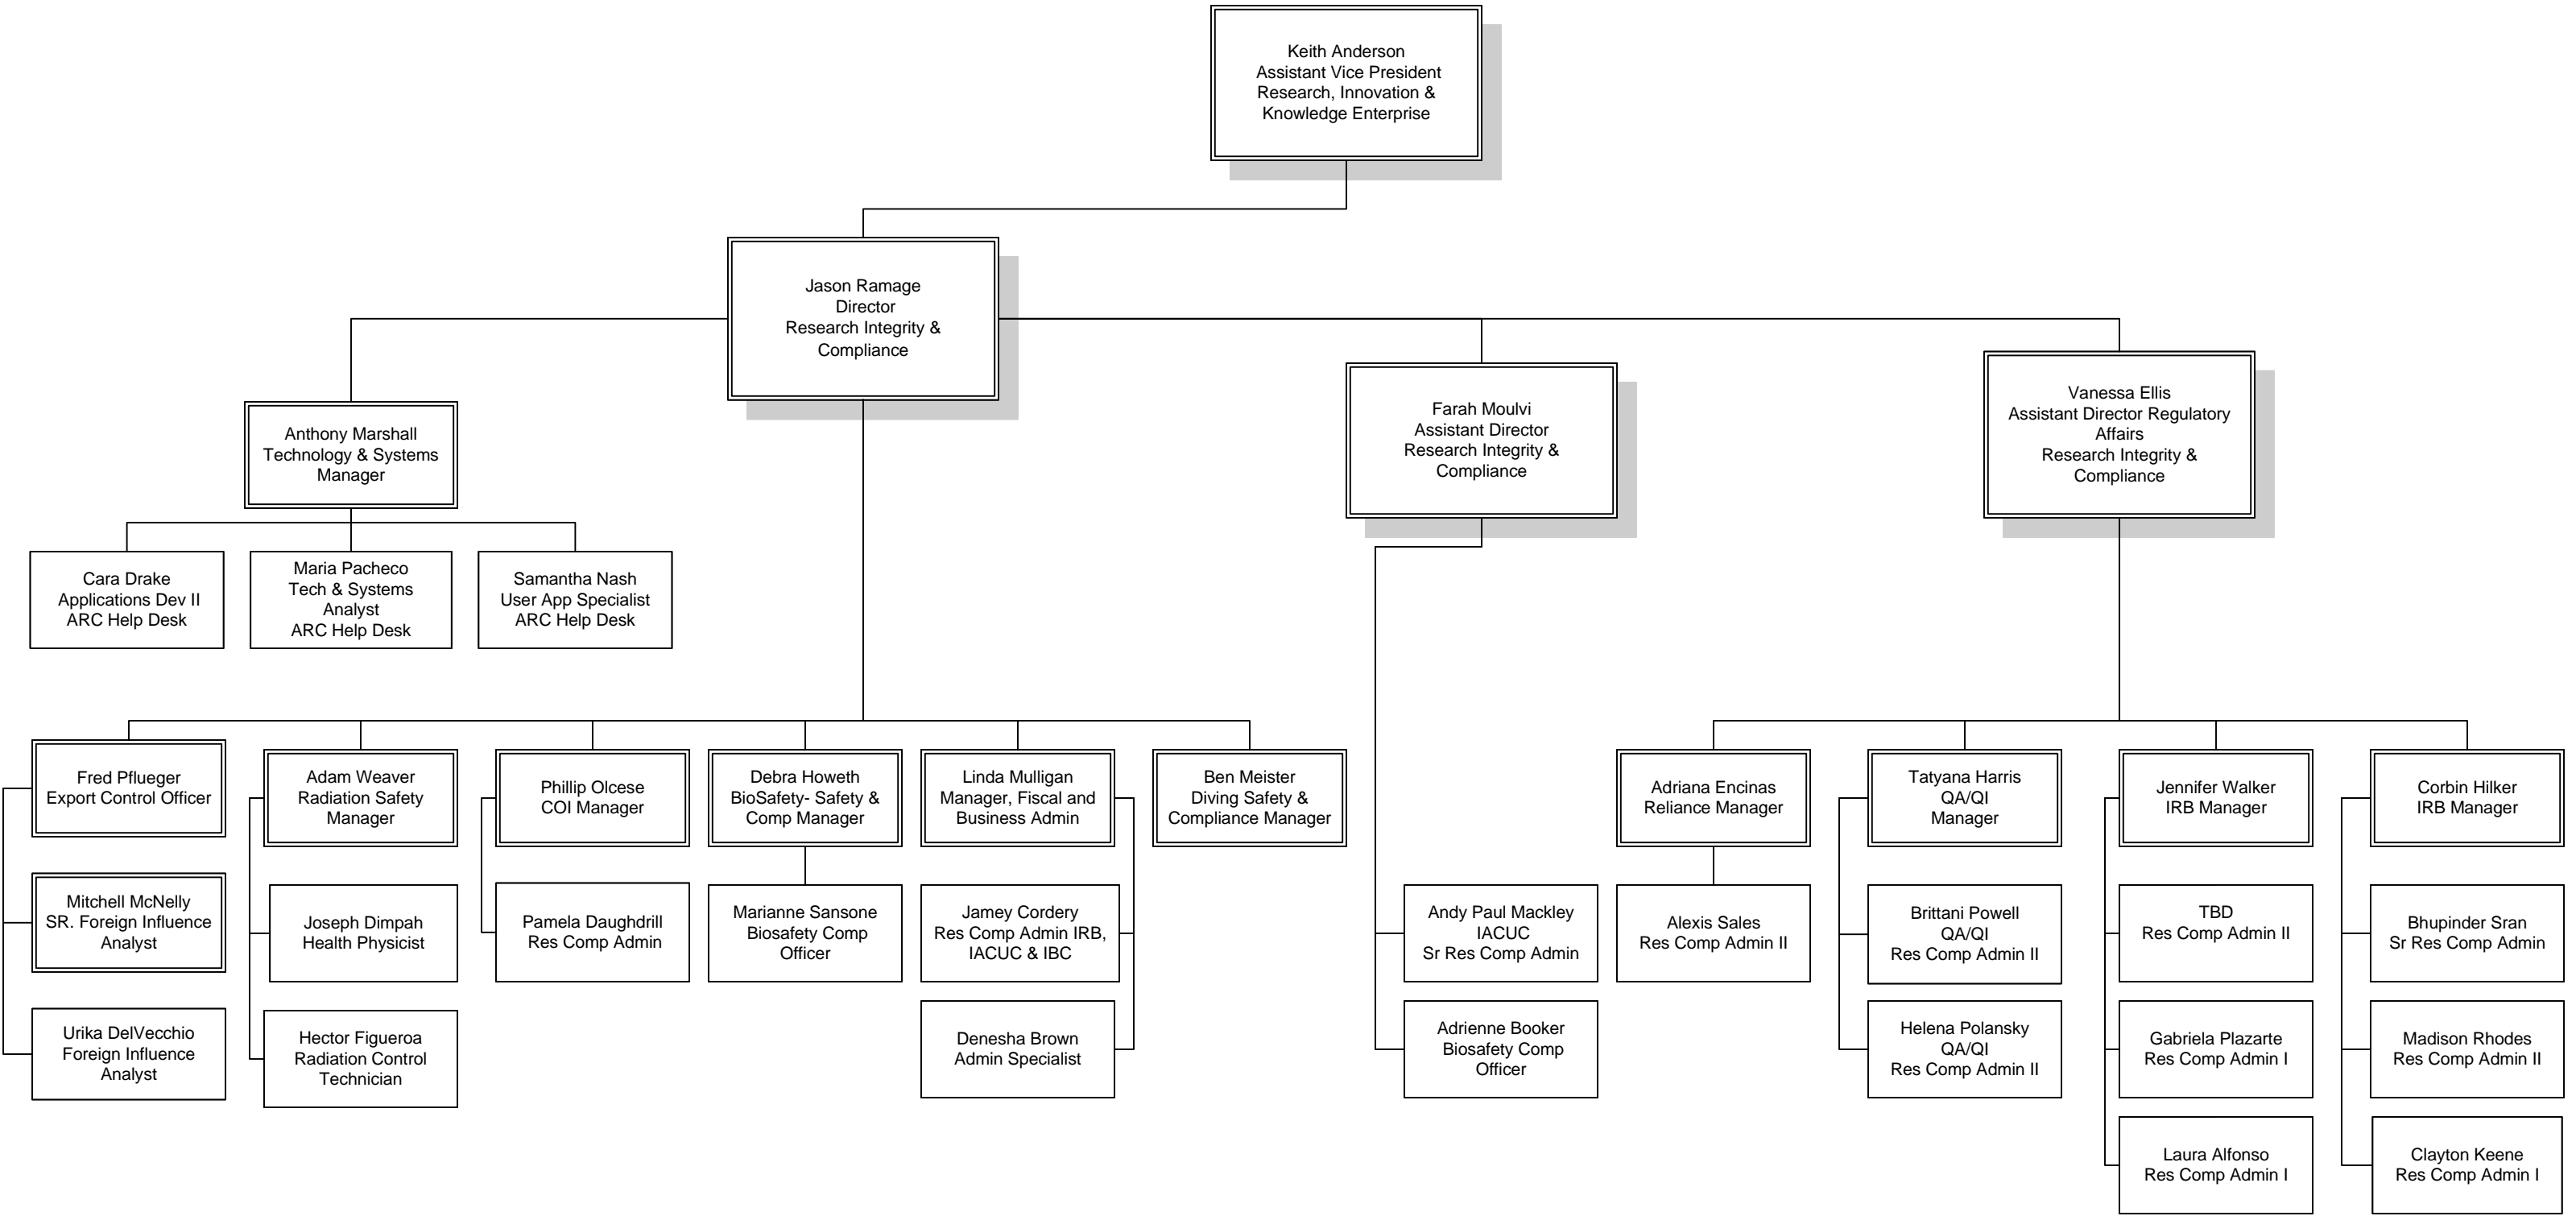 Keith Anderson
Assistant Vice President
Research, Innovation &
Knowledge Enterprise
Jason Ramage
Director
Research Integrity &
Compliance
Anthony Marshall
Technology & Systems
Manager
Farah Moulvi
Assistant Director
Research Integrity &
Compliance
Vanessa Ellis
Assistant Director Regulatory
Affairs
Research Integrity &
Compliance
Cara Drake
Applications Dev II
ARC Help Desk
Maria Pacheco
Tech & Systems
Analyst
ARC Help Desk
Samantha Nash
User App Specialist
ARC Help Desk
Fred Pflueger
Export Control Officer
Adam Weaver
Radiation Safety
Manager
Phillip Olcese
COI Manager
Debra Howeth
BioSafety- Safety &
Comp Manager
Linda Mulligan
Manager, Fiscal and
Business Admin
Ben Meister
Diving Safety &
Compliance Manager
Adriana Encinas
Reliance Manager
Tatyana Harris
QA/QI
Manager
Jennifer Walker
IRB Manager
Corbin Hilker
IRB Manager
Mitchell McNelly
SR. Foreign Influence
Analyst
Joseph Dimpah
Health Physicist
Pamela Daughdrill
Res Comp Admin
Marianne Sansone
Biosafety Comp
Officer
Jamey Cordery
Res Comp Admin IRB,
IACUC & IBC
Andy Paul Mackley
IACUC
Sr Res Comp Admin
Alexis Sales
Res Comp Admin II
Brittani Powell
QA/QI
Res Comp Admin II
TBD
Res Comp Admin II
Bhupinder Sran
Sr Res Comp Admin
Urika DelVecchio
Foreign Influence
Analyst
Hector Figueroa
Radiation Control
Technician
Denesha Brown
Admin Specialist
Adrienne Booker
Biosafety Comp
Officer
Helena Polansky
QA/QI
Res Comp Admin II
Gabriela Plazarte
Res Comp Admin I
Madison Rhodes
Res Comp Admin II
Laura Alfonso
Res Comp Admin I
Clayton Keene
Res Comp Admin I